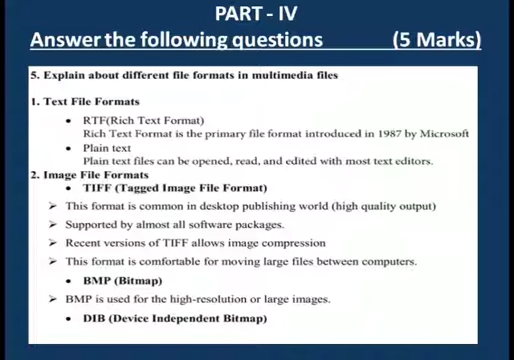 PART - IV
Answer the following questions (5 Marks)
5. Explain about different file formats in multimedia files
1. Text File Formats
• RTF(Rich Text Format)
Rich Text Format is the primary file format introduced in 1987 by Microsoft
• Plain text
Plain text files can be opened, read, and edited with most text editors.
2. Image File Formats
• TIFF (Tagged Image File Format)
➢ This format is common in desktop publishing world (high quality output)
➢ Supported by almost all software packages.
➢ Recent versions of TIFF allows image compression
➢ This format is comfortable for moving large files between computers.
• BMP (Bitmap)
➢ BMP is used for the high-resolution or large images.
• DIB (Device Independent Bitmap)